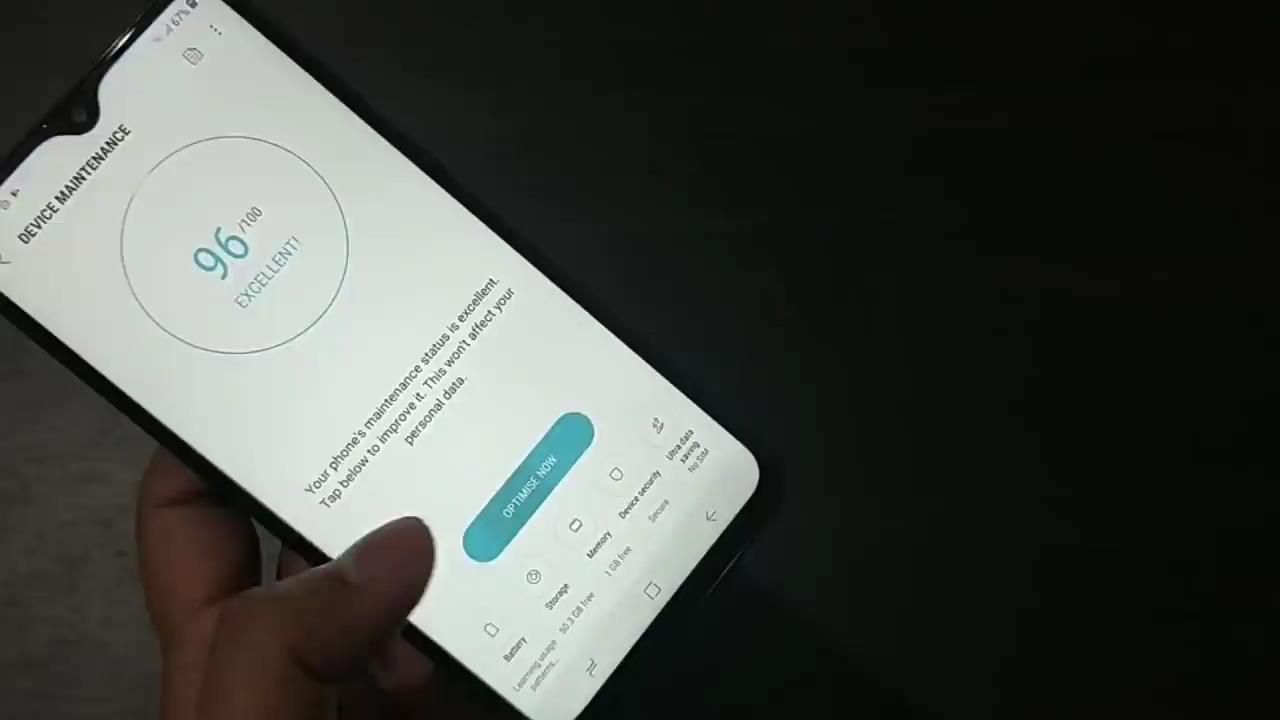 67%
DEVICE MAINTENANCE
96/100
EXCELLENT!
Your phone's maintenance status is excellent.
Tap below to improve it. This won't affect your
personal data.
OPTIMISE NOW
Battery
Learning usage
patterns...
Storage
50.3 GB free
Memory
1 GB free
Device security
Secure
Ultra data
saving
No SIM